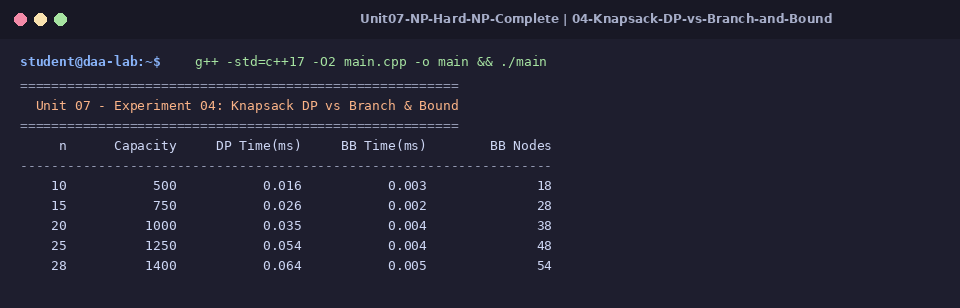 Unit07-NP-Hard-NP-Complete | 04-Knapsack-DP-vs-Branch-and-Bound
student@daa-lab:~$ g++ -std=c++17 -O2 main.cpp -o main && ./main
========================================================
Unit 07 - Experiment 04: Knapsack DP vs Branch & Bound
========================================================
n Capacity DP Time(ms) BB Time(ms) BB Nodes
--------------------------------------------------------------------
10 500 0.016 0.003 18
15 750 0.026 0.002 28
20 1000 0.035 0.004 38
25 1250 0.054 0.004 48
28 1400 0.064 0.005 54